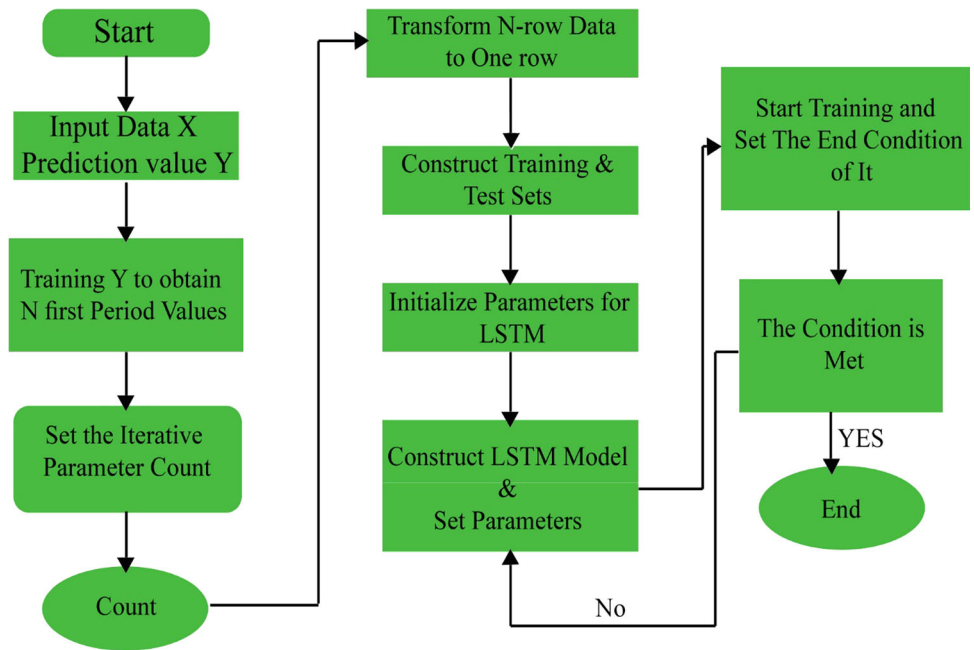 Start
Input Data X
Prediction value Y
Training Y to obtain
N first Period Values
Set the Iterative
Parameter Count
Count
Transform N-row Data
to One row
Construct Training &
Test Sets
Initialize Parameters for
LSTM
Construct LSTM Model
&
Set Parameters
Start Training and
Set The End Condition
of It
The Condition is
Met
YES
End
No